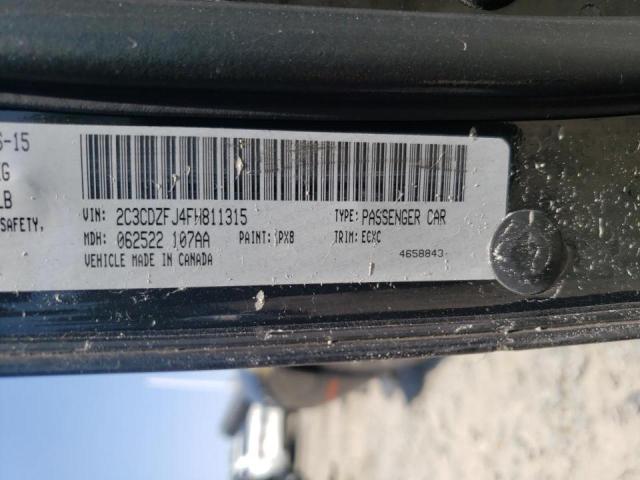 6-15
KG
LB
SAFETY,
VIN: 2C3CDZFJ4FH811315 TYPE: PASSENGER CAR
MDH: 062522 107AA PAINT: PX8 TRIM: ECXC
VEHICLE MADE IN CANADA 4658843